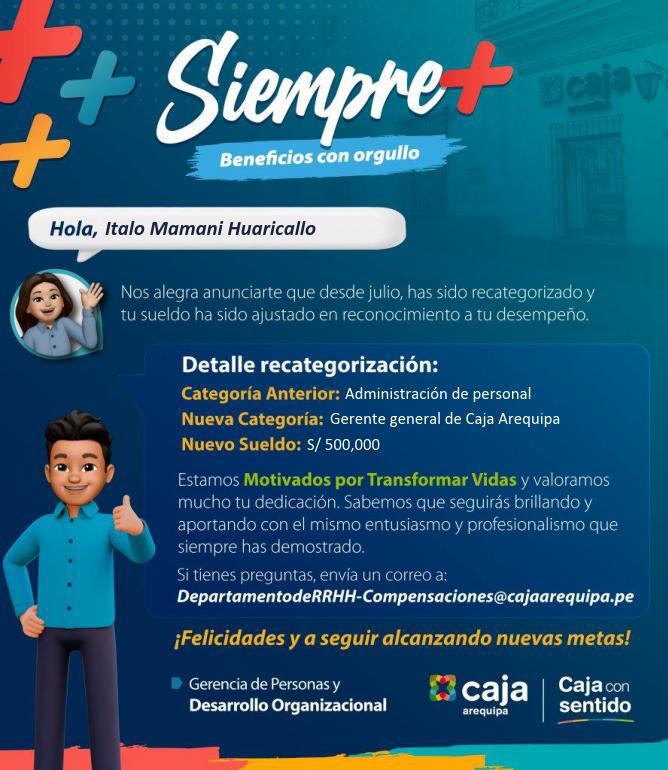 Siempre+
Beneficios con orgullo
caja
arequipa
Hola, Italo Mamani Huaricallo
Nos alegra anunciarte que desde julio, has sido recategorizado y
tu sueldo ha sido ajustado en reconocimiento a tu desempeño.
Detalle recategorización:
Categoría Anterior: Administración de personal
Nueva Categoría: Gerente general de Caja Arequipa
Nuevo Sueldo: S/ 500,000
Estamos Motivados por Transformar Vidas y valoramos
mucho tu dedicación. Sabemos que seguirás brillando y
aportando con el mismo entusiasmo y profesionalismo que
siempre has demostrado.
Si tienes preguntas, envía un correo a:
DepartamentodeRRHH-Compensaciones@cajaarequipa.pe
¡Felicidades y a seguir alcanzando nuevas metas!
Gerencia de Personas y
Desarrollo Organizacional
caja
arequipa
Caja con
sentido